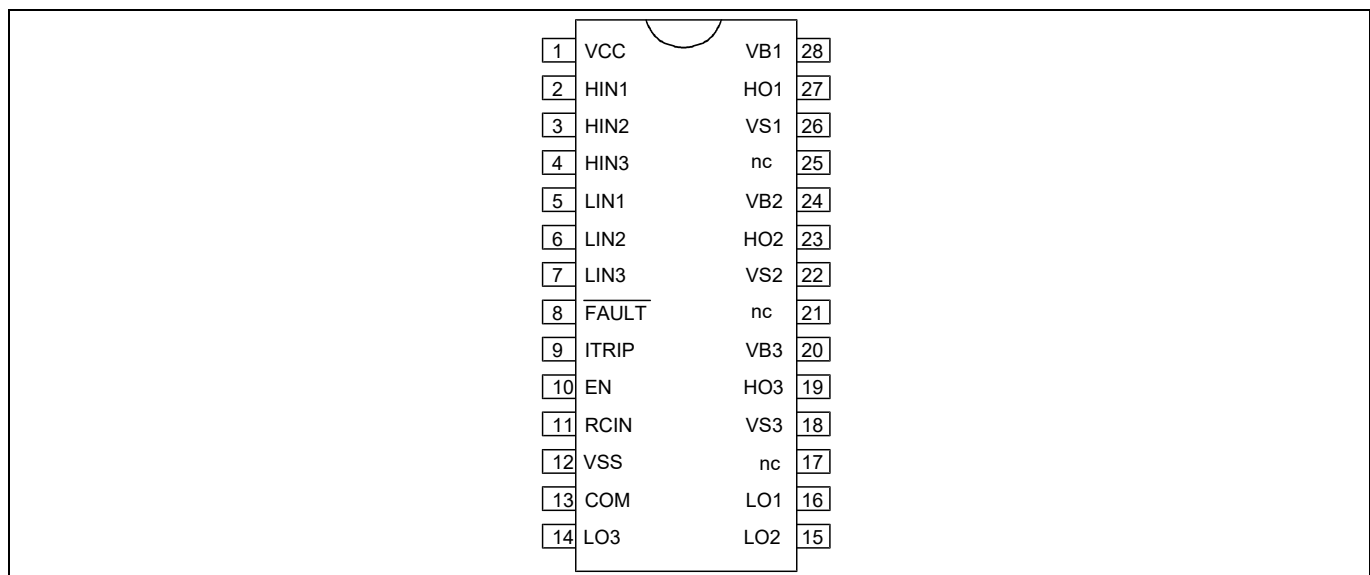 1 VCC VB1 28
2 HIN1 HO1 27
3 HIN2 VS1 26
4 HIN3 nc 25
5 LIN1 VB2 24
6 LIN2 HO2 23
7 LIN3 VS2 22
8 FAULT nc 21
9 ITRIP VB3 20
10 EN HO3 19
11 RCIN VS3 18
12 VSS nc 17
13 COM LO1 16
14 LO3 LO2 15